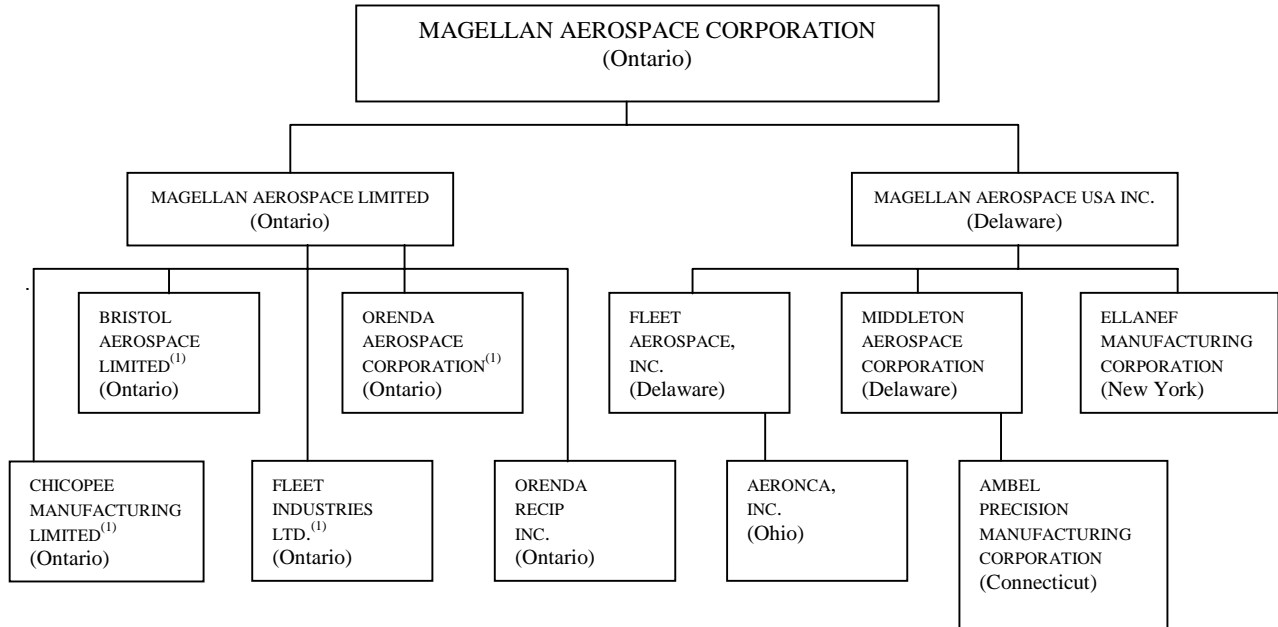 MAGELLAN AEROSPACE CORPORATION
(Ontario)
MAGELLAN AEROSPACE LIMITED
(Ontario)
MAGELLAN AEROSPACE USA INC.
(Delaware)
BRISTOL
AEROSPACE
LIMITED(1)
(Ontario)
ORENDA
AEROSPACE
CORPORATION(1)
(Ontario)
FLEET
AEROSPACE,
INC.
(Delaware)
MIDDLETON
AEROSPACE
CORPORATION
(Delaware)
ELLANEF
MANUFACTURING
CORPORATION
(New York)
CHICOPEE
MANUFACTURING
LIMITED(1)
(Ontario)
FLEET
INDUSTRIES
LTD.(1)
(Ontario)
ORENDA
RECIP
INC.
(Ontario)
AERONCA,
INC.
(Ohio)
AMBEL
PRECISION
MANUFACTURING
CORPORATION
(Connecticut)